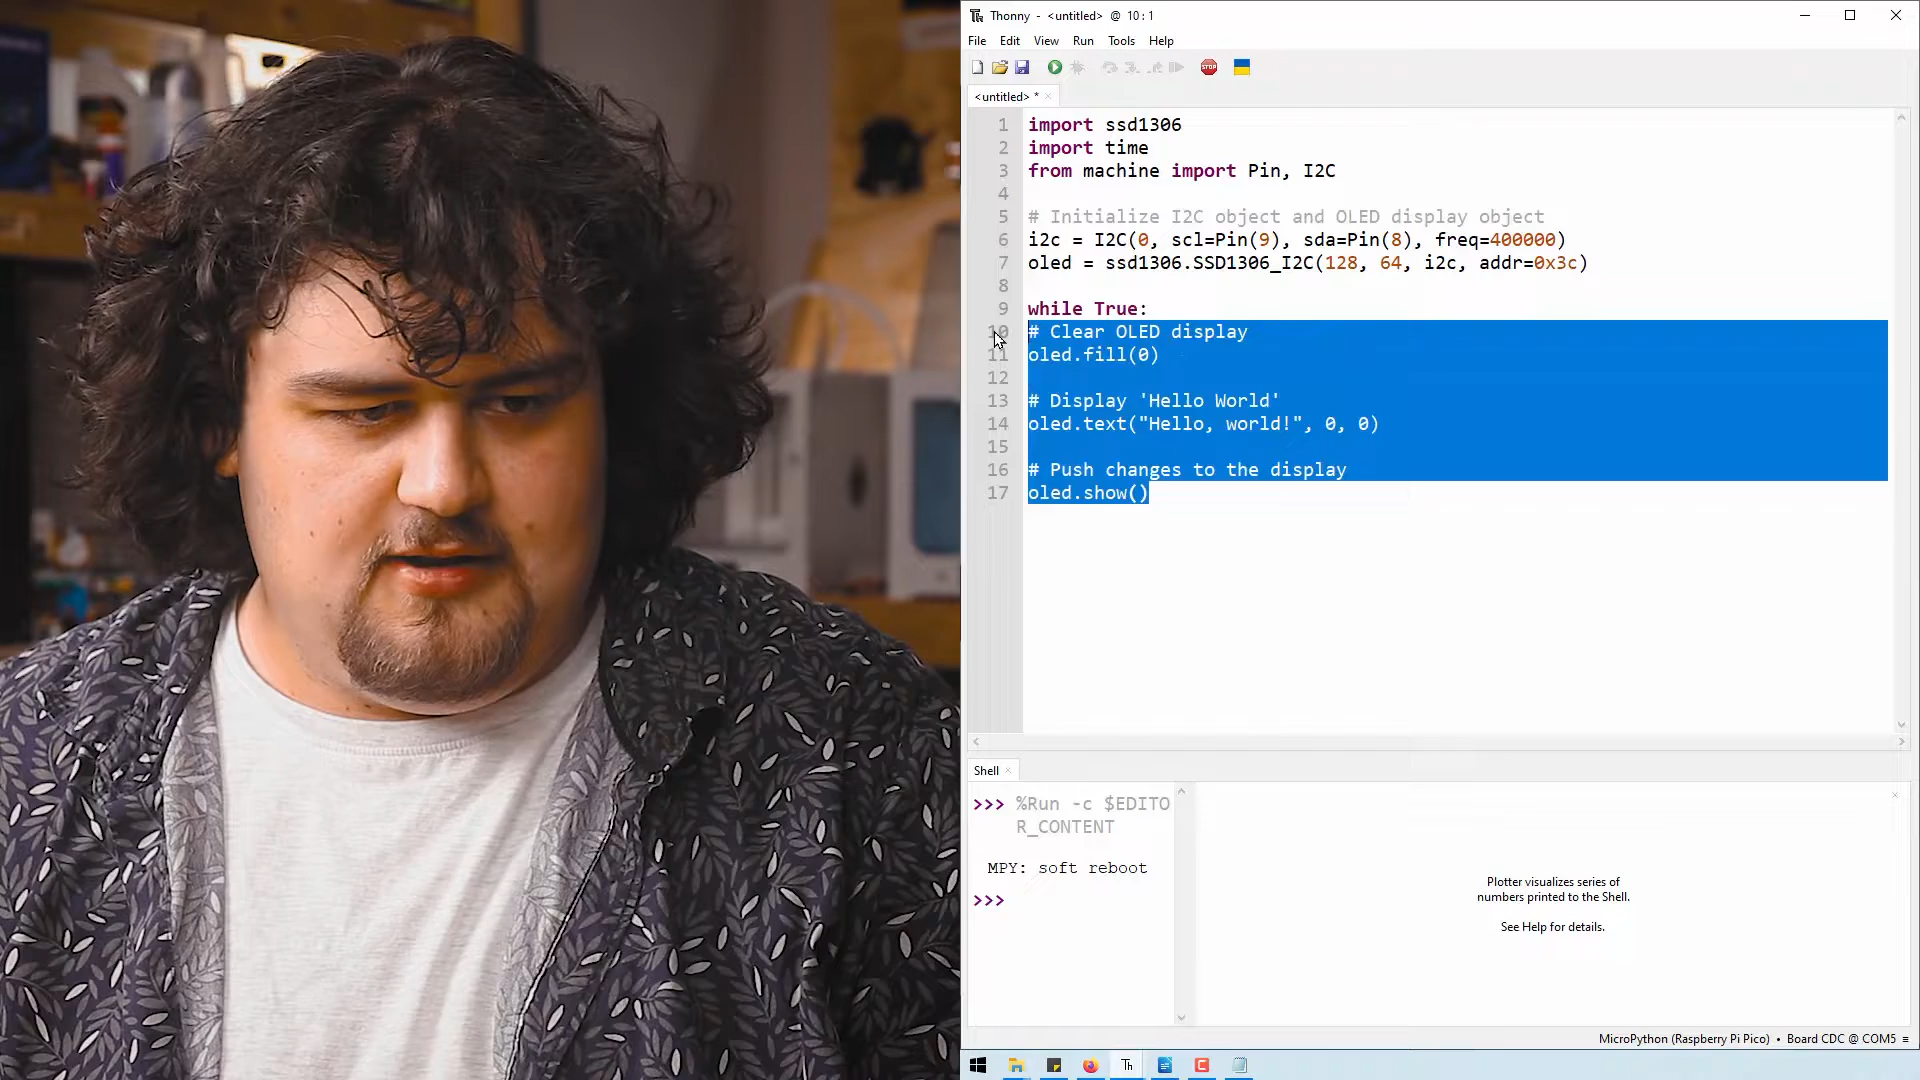 Thonny - <untitled> @ 10:1
File Edit View Run Tools Help
STOP
<untitled> *
1 import ssd1306
2 import time
3 from machine import Pin, I2C
4
5 # Initialize I2C object and OLED display object
6 i2c = I2C(0, scl=Pin(9), sda=Pin(8), freq=400000)
7 oled = ssd1306.SSD1306_I2C(128, 64, i2c, addr=0x3c)
8
9 while True:
10 # Clear OLED display
11 oled.fill(0)
12
13 # Display 'Hello World'
14 oled.text("Hello, world!", 0, 0)
15
16 # Push changes to the display
17 oled.show()
Shell
>>> %Run -c $EDITO
R_CONTENT
MPY: soft reboot
>>>
Plotter visualizes series of
numbers printed to the Shell.
See Help for details.
MicroPython (Raspberry Pi Pico) • Board CDC @ COM5 ≡
Th